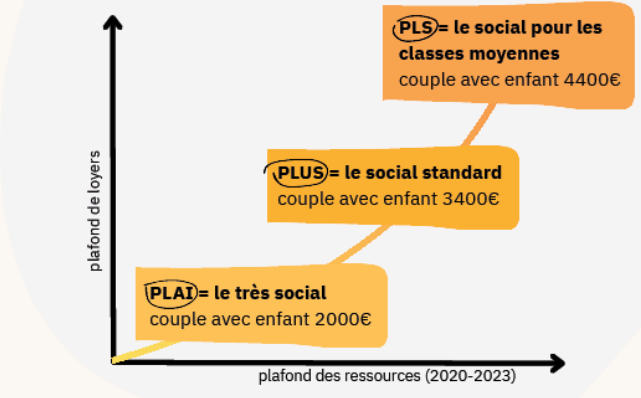 PLS = le social pour les
classes moyennes
couple avec enfant 4400€
PLUS = le social standard
couple avec enfant 3400€
PLAI = le très social
couple avec enfant 2000€
plafond de loyers
plafond des ressources (2020-2023)